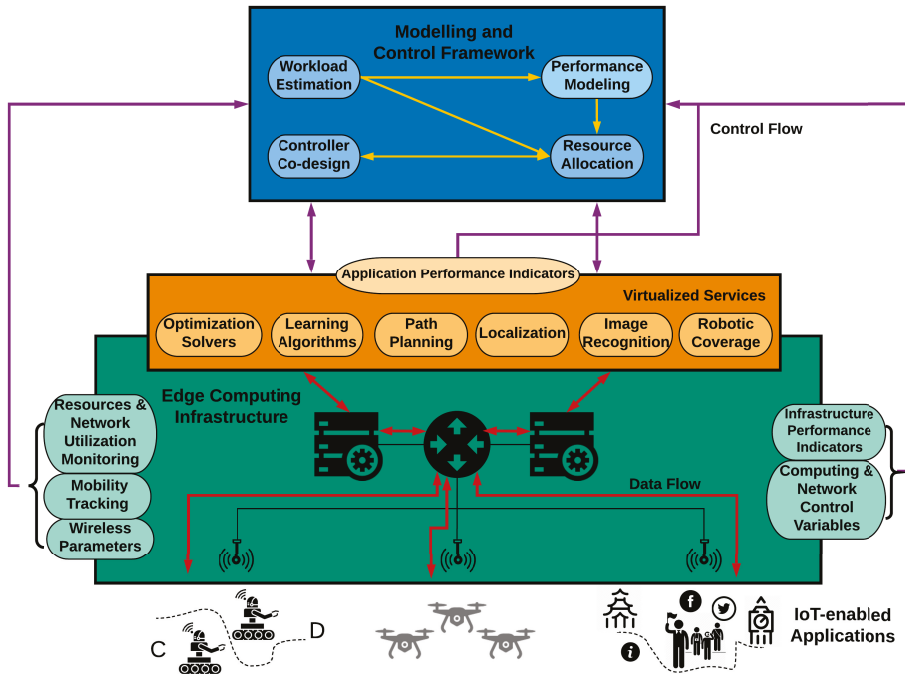 Modelling and
Control Framework
Workload
Estimation
Performance
Modeling
Controller
Co-design
Resource
Allocation
Control Flow
Application Performance Indicators
Virtualized Services
Optimization
Solvers
Learning
Algorithms
Path
Planning
Localization
Image
Recognition
Robotic
Coverage
Edge Computing
Infrastructure
Resources &
Network
Utilization
Monitoring
Mobility
Tracking
Wireless
Parameters
Infrastructure
Performance
Indicators
Computing &
Network
Control
Variables
Data Flow
C
D
f
i
IoT-enabled
Applications